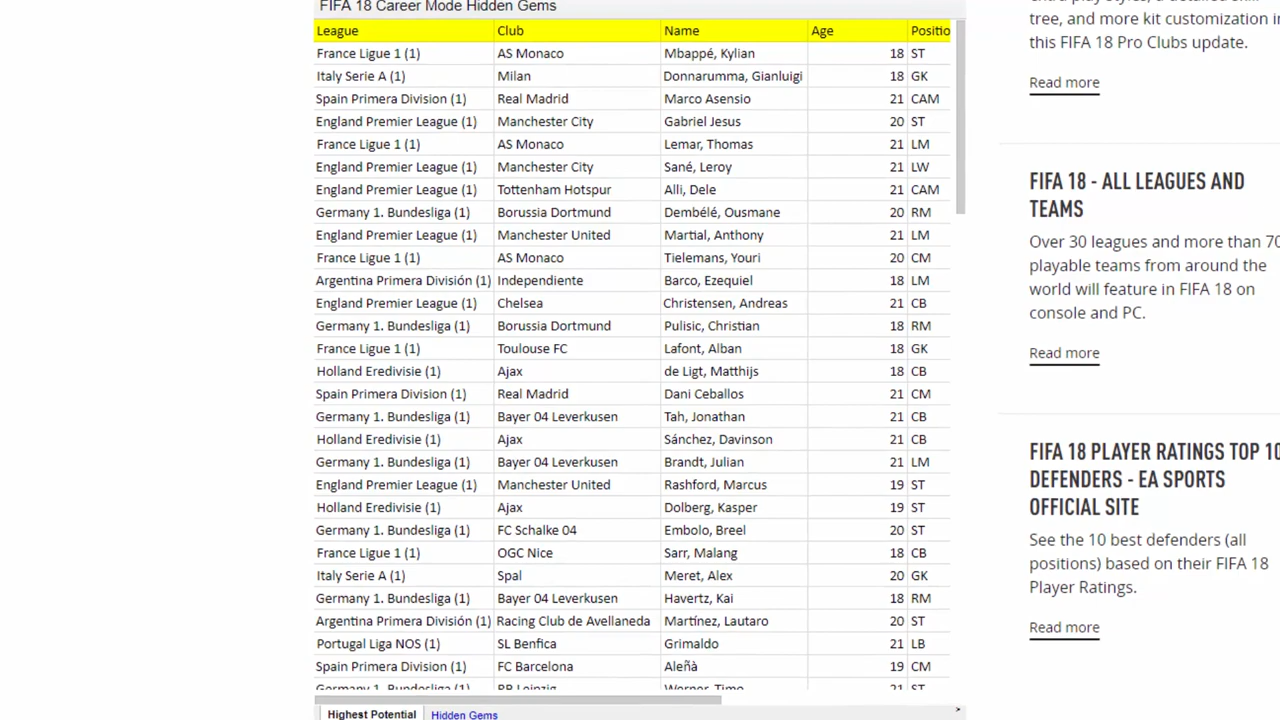 FIFA 18 Career Mode Hidden Gems
League Club Name Age Positio
France Ligue 1 (1) AS Monaco Mbappé, Kylian 18 ST
Italy Serie A (1) Milan Donnarumma, Gianluigi 18 GK
Spain Primera Division (1) Real Madrid Marco Asensio 21 CAM
England Premier League (1) Manchester City Gabriel Jesus 20 ST
France Ligue 1 (1) AS Monaco Lemar, Thomas 21 LM
England Premier League (1) Manchester City Sané, Leroy 21 LW
England Premier League (1) Tottenham Hotspur Alli, Dele 21 CAM
Germany 1. Bundesliga (1) Borussia Dortmund Dembélé, Ousmane 20 RM
England Premier League (1) Manchester United Martial, Anthony 21 LM
France Ligue 1 (1) AS Monaco Tielemans, Youri 20 CM
Argentina Primera División (1) Independiente Barco, Ezequiel 18 LM
England Premier League (1) Chelsea Christensen, Andreas 21 CB
Germany 1. Bundesliga (1) Borussia Dortmund Pulisic, Christian 18 RM
France Ligue 1 (1) Toulouse FC Lafont, Alban 18 GK
Holland Eredivisie (1) Ajax de Ligt, Matthijs 18 CB
Spain Primera Division (1) Real Madrid Dani Ceballos 21 CM
Germany 1. Bundesliga (1) Bayer 04 Leverkusen Tah, Jonathan 21 CB
Holland Eredivisie (1) Ajax Sánchez, Davinson 21 CB
Germany 1. Bundesliga (1) Bayer 04 Leverkusen Brandt, Julian 21 LM
England Premier League (1) Manchester United Rashford, Marcus 19 ST
Holland Eredivisie (1) Ajax Dolberg, Kasper 19 ST
Germany 1. Bundesliga (1) FC Schalke 04 Embolo, Breel 20 ST
France Ligue 1 (1) OGC Nice Sarr, Malang 18 CB
Italy Serie A (1) Spal Meret, Alex 20 GK
Germany 1. Bundesliga (1) Bayer 04 Leverkusen Havertz, Kai 18 RM
Argentina Primera División (1) Racing Club de Avellaneda Martínez, Lautaro 20 ST
Portugal Liga NOS (1) SL Benfica Grimaldo 21 LB
Spain Primera Division (1) FC Barcelona Aleñà 19 CM
Germany 1. Bundesliga (1) RB Leipzig Werner, Timo 21 ST
Highest Potential Hidden Gems >
tree, and more kit customization in
this FIFA 18 Pro Clubs update.
Read more
FIFA 18 - ALL LEAGUES AND
TEAMS
Over 30 leagues and more than 70
playable teams from around the
world will feature in FIFA 18 on
console and PC.
Read more
FIFA 18 PLAYER RATINGS TOP 10
DEFENDERS - EA SPORTS
OFFICIAL SITE
See the 10 best defenders (all
positions) based on their FIFA 18
Player Ratings.
Read more